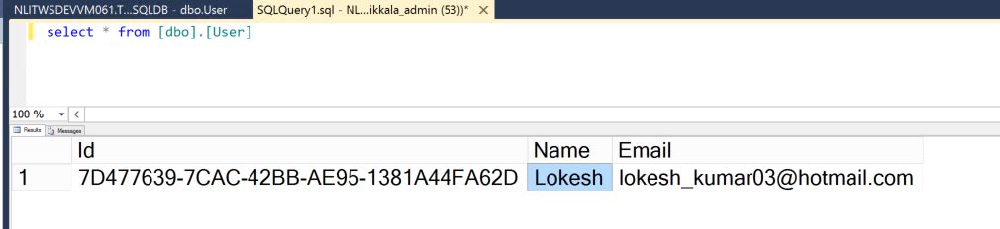 NLITWSDEVVM061.T...SQLDB - dbo.User SQLQuery1.sql - NL...ikkala_admin (53))*
select * from [dbo].[User]
100 %
Results Messages
Id Name Email
1 7D477639-7CAC-42BB-AE95-1381A44FA62D Lokesh lokesh_kumar03@hotmail.com